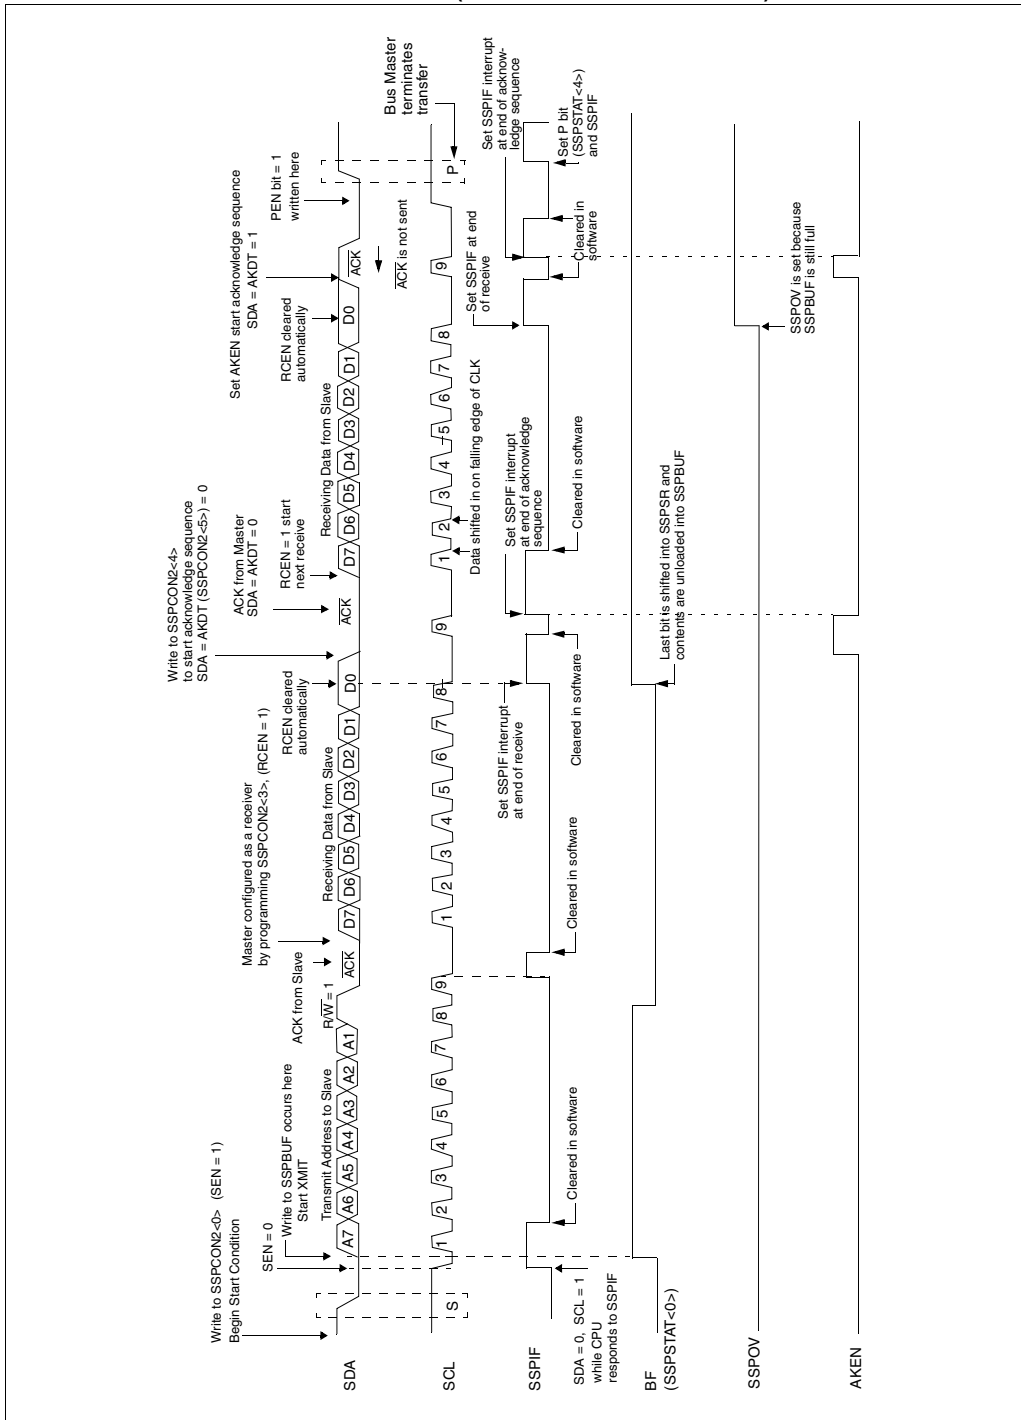 Write to SSPCON2<0> (SEN = 1)
Begin Start Condition
SEN = 0
Write to SSPBUF occurs here
Start XMIT
Transmit Address to Slave
R/W = 1
ACK from Slave
Master configured as a receiver
by programming SSPCON2<3>, (RCEN = 1)
Receiving Data from Slave
RCEN cleared
automatically
Write to SSPCON2<4>
to start acknowledge sequence
SDA = AKDT (SSPCON2<5>) = 0
ACK from Master
SDA = AKDT = 0
RCEN = 1 start
next receive
Receiving Data from Slave
RCEN cleared
automatically
Set AKEN start acknowledge sequence
SDA = AKDT = 1
PEN bit = 1
written here
SDA
A7 A6 A5 A4 A3 A2 A1
ACK
D7 D6 D5 D4 D3 D2 D1 D0
ACK
D7 D6 D5 D4 D3 D2 D1 D0
ACK
ACK is not sent
Bus Master
terminates
transfer
SCL
S
1 2 3 4 5 6 7 8 9
1 2 3 4 5 6 7 8
9
1 2 3 4 5 6 7 8
9
P
Data shifted in on falling edge of CLK
SSPIF
Set SSPIF interrupt
at end of receive
Set SSPIF interrupt
at end of acknowledge
sequence
Set SSPIF at end
of receive
Set SSPIF interrupt
at end of acknow-
ledge sequence
SDA = 0, SCL = 1
while CPU
responds to SSPIF
Cleared in software
Cleared in software
Cleared in software
Cleared in software
Cleared in
software
Set P bit
(SSPSTAT<4>)
and SSPIF
BF
(SSPSTAT<0>)
Last bit is shifted into SSPSR and
contents are unloaded into SSPBUF
SSPOV
SSPOV is set because
SSPBUF is still full
AKEN